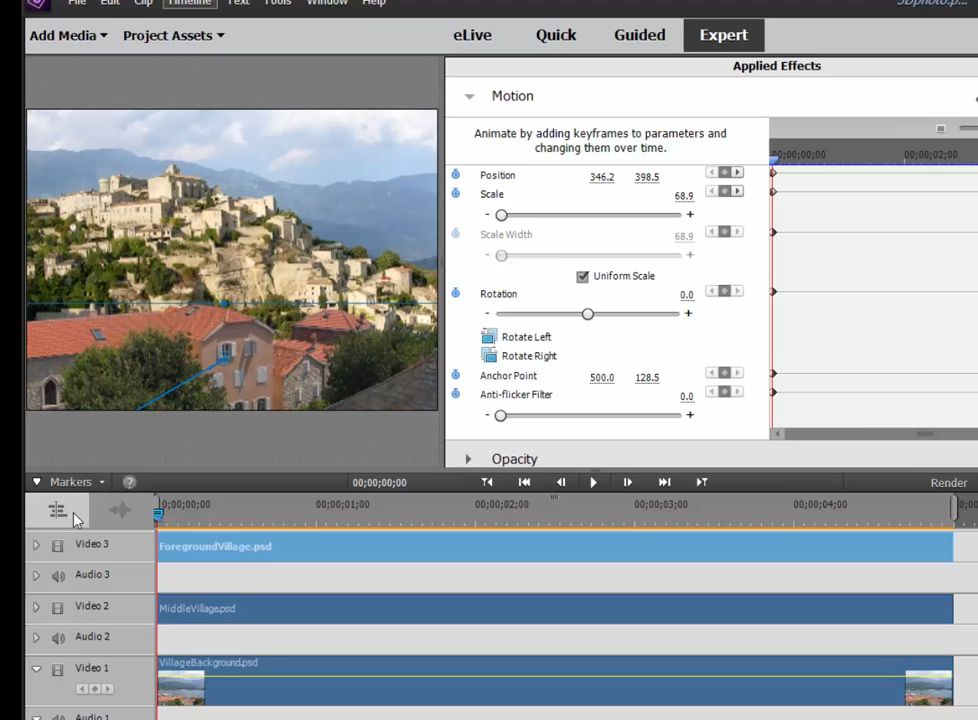 File Edit Clip Timeline Text Tools Window Help
3Dphoto.p...
Add Media Project Assets eLive Quick Guided Expert
Applied Effects
Motion
Animate by adding keyframes to parameters and
changing them over time.
00;00;00;00 00;00;02;00
Position 346.2 398.5
Scale 68.9
- +
Scale Width 68.9
- +
Uniform Scale
Rotation 0.0
- +
Rotate Left
Rotate Right
Anchor Point 500.0 128.5
Anti-flicker Filter 0.0
- +
Opacity
Markers ? 00;00;00;00 Render
0;00;00;00 00;00;01;00 00;00;02;00 00;00;03;00 00;00;04;00
Video 3 ForegroundVillage.psd
Audio 3
Video 2 MiddleVillage.psd
Audio 2
Video 1 VillageBackground.psd
Audio 1